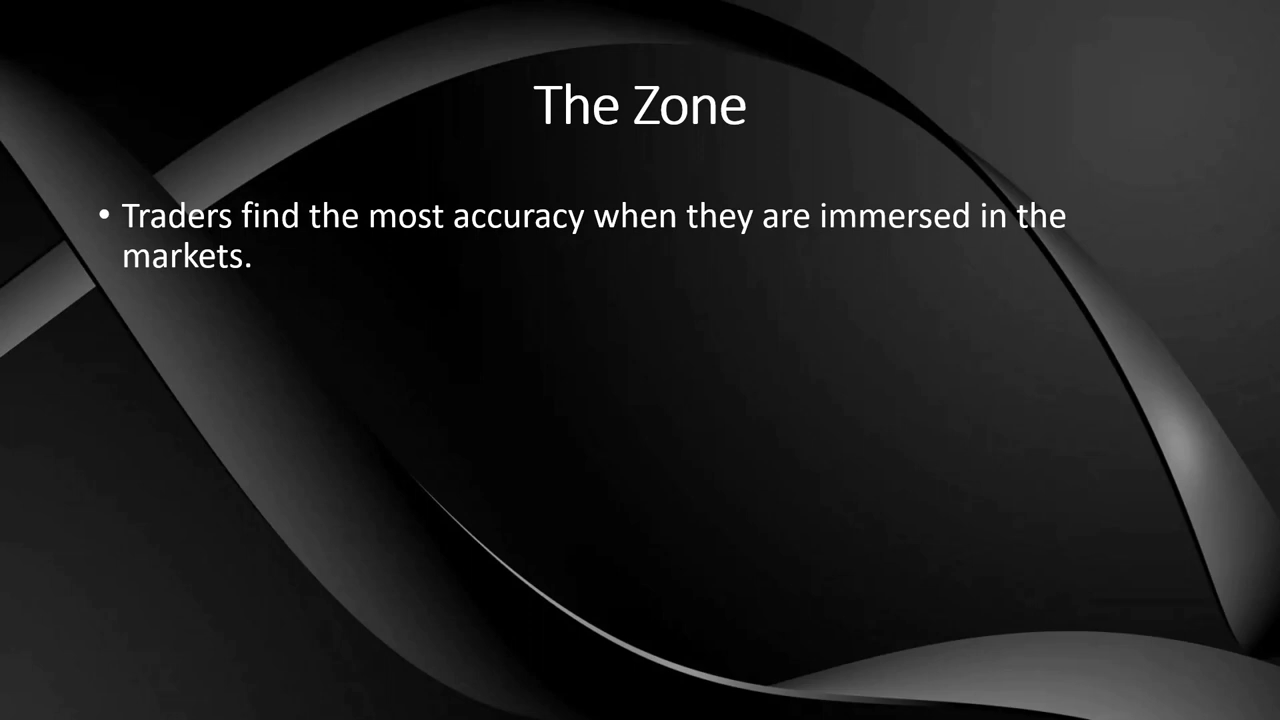 The Zone
• Traders find the most accuracy when they are immersed in the
markets.